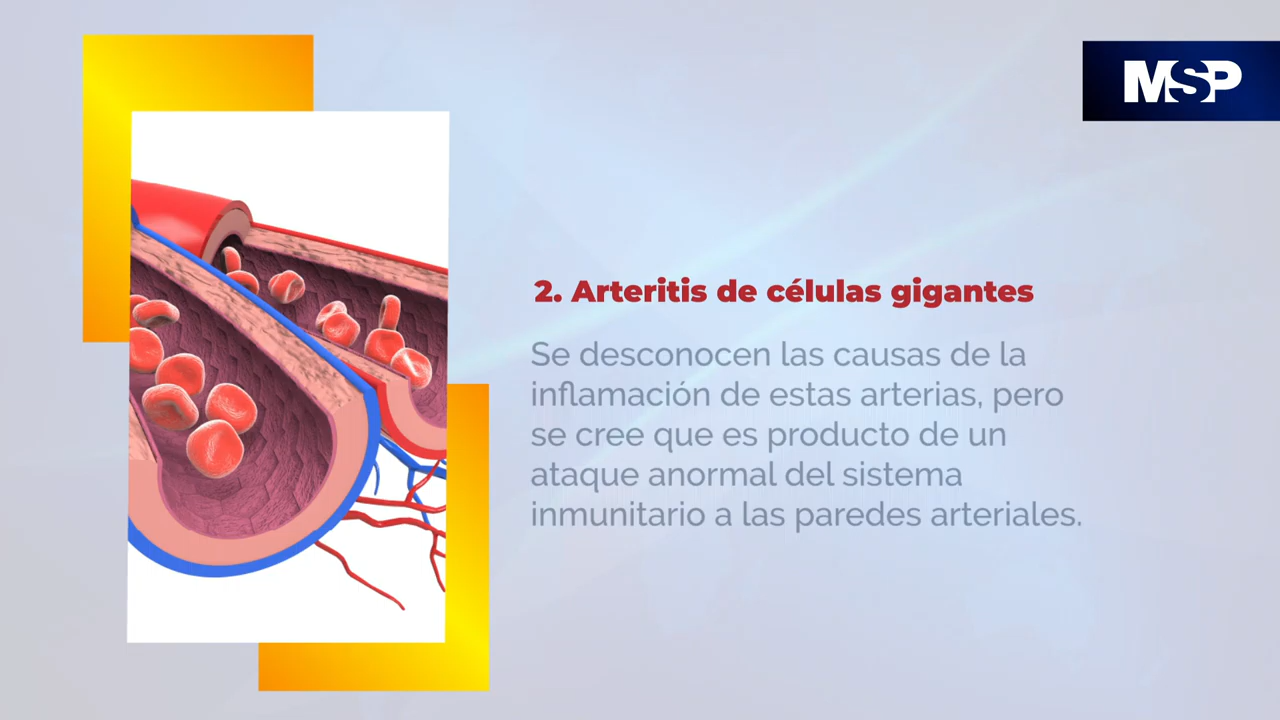 MSP
2. Arteritis de células gigantes
Se desconocen las causas de la
inflamación de estas arterias, pero
se cree que es producto de un
ataque anormal del sistema
inmunitario a las paredes arteriales.